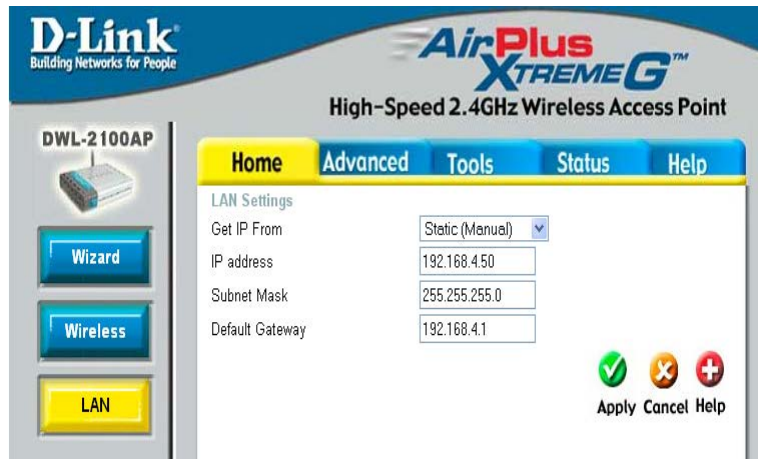 D-Link
Building Networks for People
AirPlus
XTREME G™
High-Speed 2.4GHz Wireless Access Point
DWL-2100AP
Home Advanced Tools Status Help
Wizard
Wireless
LAN
LAN Settings
Get IP From Static (Manual)
IP address 192.168.4.50
Subnet Mask 255.255.255.0
Default Gateway 192.168.4.1
Apply Cancel Help